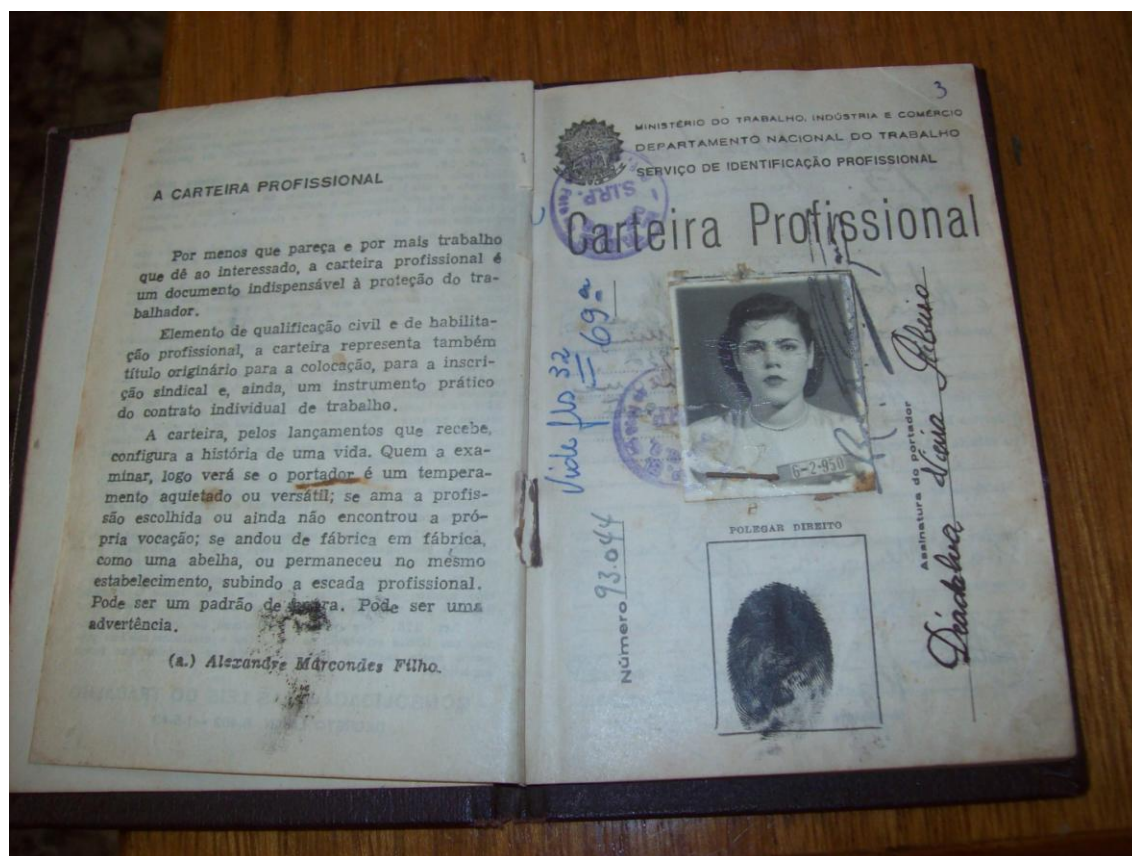 A CARTEIRA PROFISSIONAL
Por menos que pareça e por mais trabalho
que dê ao interessado, a carteira profissional é
um documento indispensável à proteção do tra-
balhador.
Elemento de qualificação civil e de habilita-
ção profissional, a carteira representa também
título originário para a colocação, para a inscri-
ção sindical e, ainda, um instrumento prático
do contrato individual de trabalho.
A carteira, pelos lançamentos que recebe,
configura a história de uma vida. Quem a exa-
minar, logo verá se o portador é um tempera-
mento aquietado ou versátil; se ama a profis-
são escolhida ou ainda não encontrou a pró-
pria vocação; se andou de fábrica em fábrica,
como uma abelha, ou permaneceu no mesmo
estabelecimento, subindo a escada profissional.
Pode ser um padrão de honra. Pode ser uma
advertência.
(a.) Alexandre Marcondes Filho.
3
MINISTÉRIO DO TRABALHO, INDÚSTRIA E COMÉRCIO
DEPARTAMENTO NACIONAL DO TRABALHO
SERVIÇO DE IDENTIFICAÇÃO PROFISSIONAL
S.I.R.P.
Carteira Profissional
Vide fls 32
69a
6-2-950
Número 93.044
POLEGAR DIREITO
Assinatura do portador